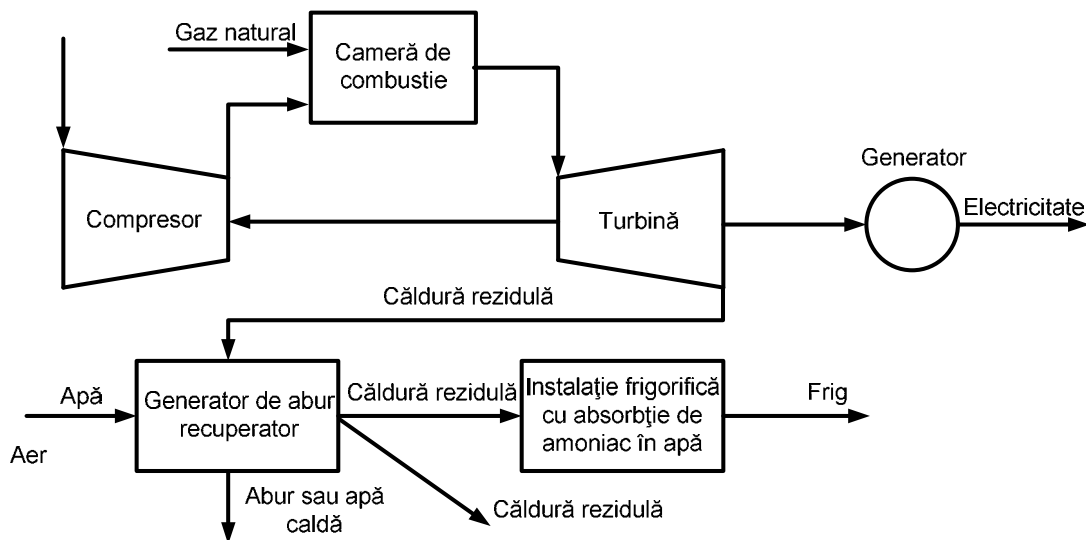 Gaz natural
Cameră de
combustie
Generator
Compresor
Turbină
Electricitate
Căldură rezidulă
Apă
Generator de abur
recuperator
Căldură rezidulă
Instalaţie frigorifică
cu absorbţie de
amoniac în apă
Frig
Aer
Abur sau apă
caldă
Căldură rezidulă